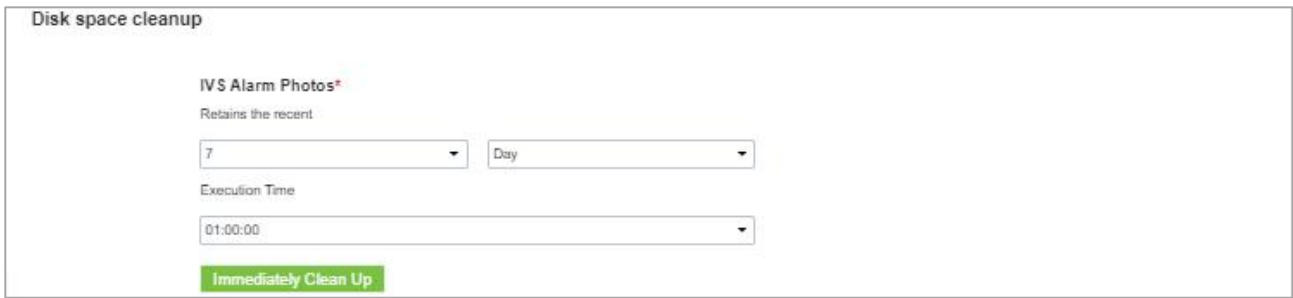 Disk space cleanup
IVS Alarm Photos*
Retains the recent
7 Day
Execution Time
01:00:00
Immediately Clean Up